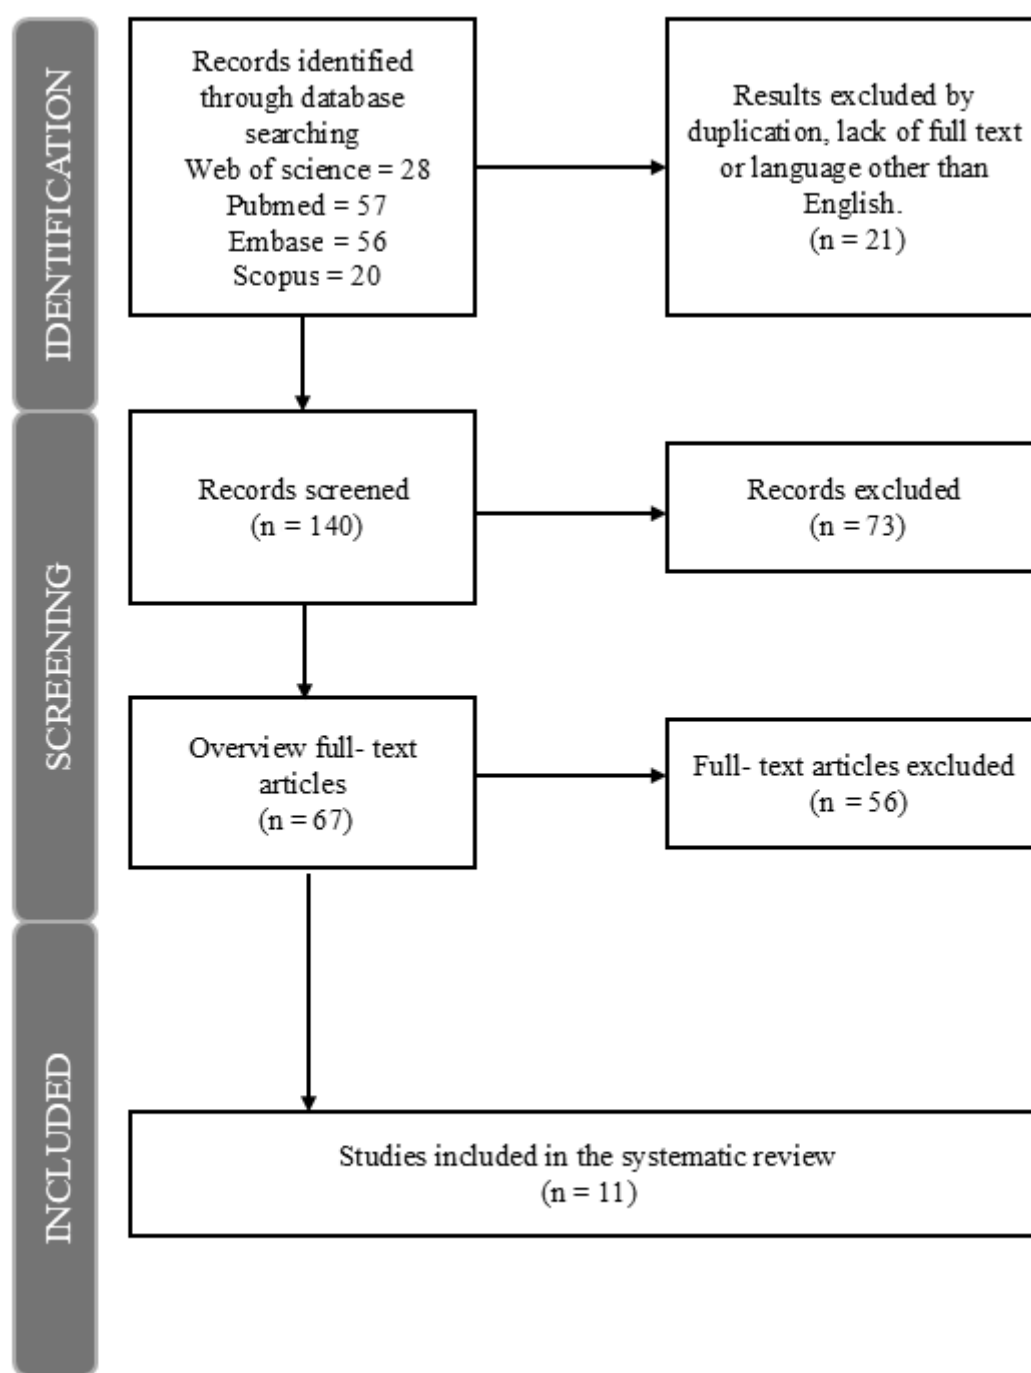 IDENTIFICATION
Records identified
through database
searching
Web of science = 28
Pubmed = 57
Embase = 56
Scopus = 20
Results excluded by
duplication, lack of full text
or language other than
English.
(n = 21)
SCREENING
Records screened
(n = 140)
Records excluded
(n = 73)
Overview full- text
articles
(n = 67)
Full- text articles excluded
(n = 56)
INCLUDED
Studies included in the systematic review
(n = 11)